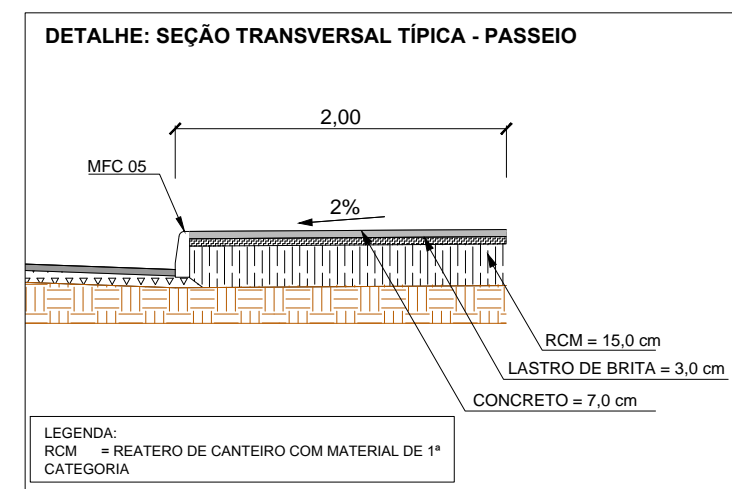 DETALHE: SEÇÃO TRANSVERSAL TÍPICA - PASSEIO
2,00
MFC 05
2%
RCM = 15,0 cm
LASTRO DE BRITA = 3,0 cm
CONCRETO = 7,0 cm
LEGENDA:
RCM = REATERO DE CANTEIRO COM MATERIAL DE 1ª
CATEGORIA